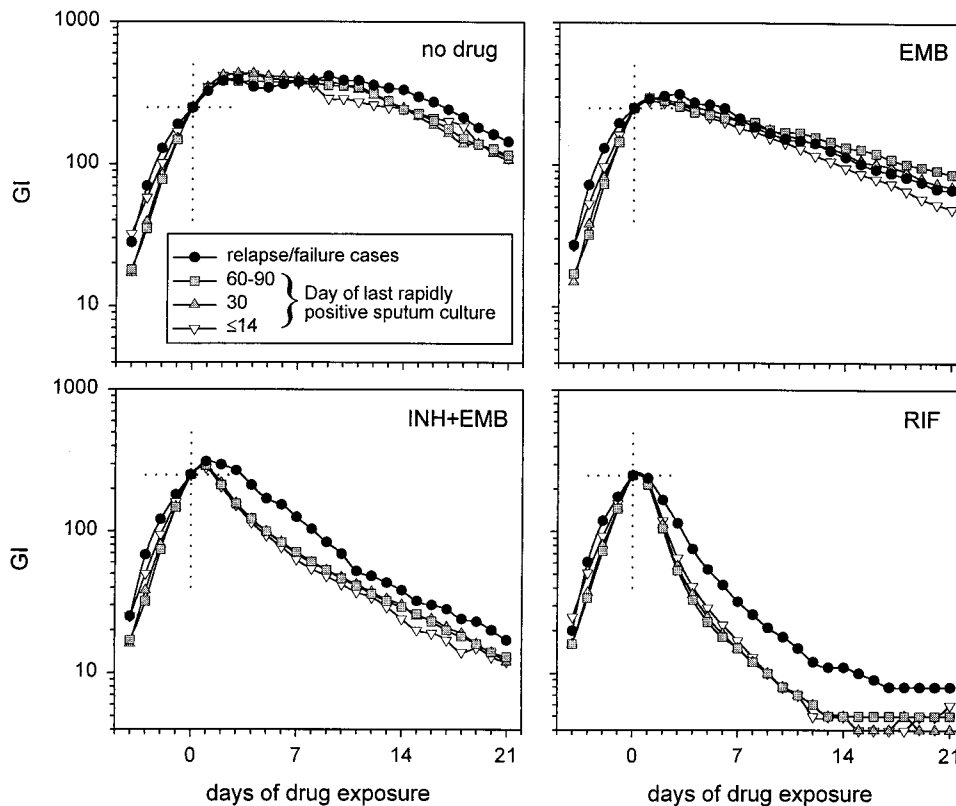 1000
100
10
GI
no drug
relapse/failure cases
60-90
30
≤14
} Day of last rapidly
positive sputum culture
EMB
1000
100
10
GI
INH+EMB
0
7
14
21
days of drug exposure
RIF
0
7
14
21
days of drug exposure